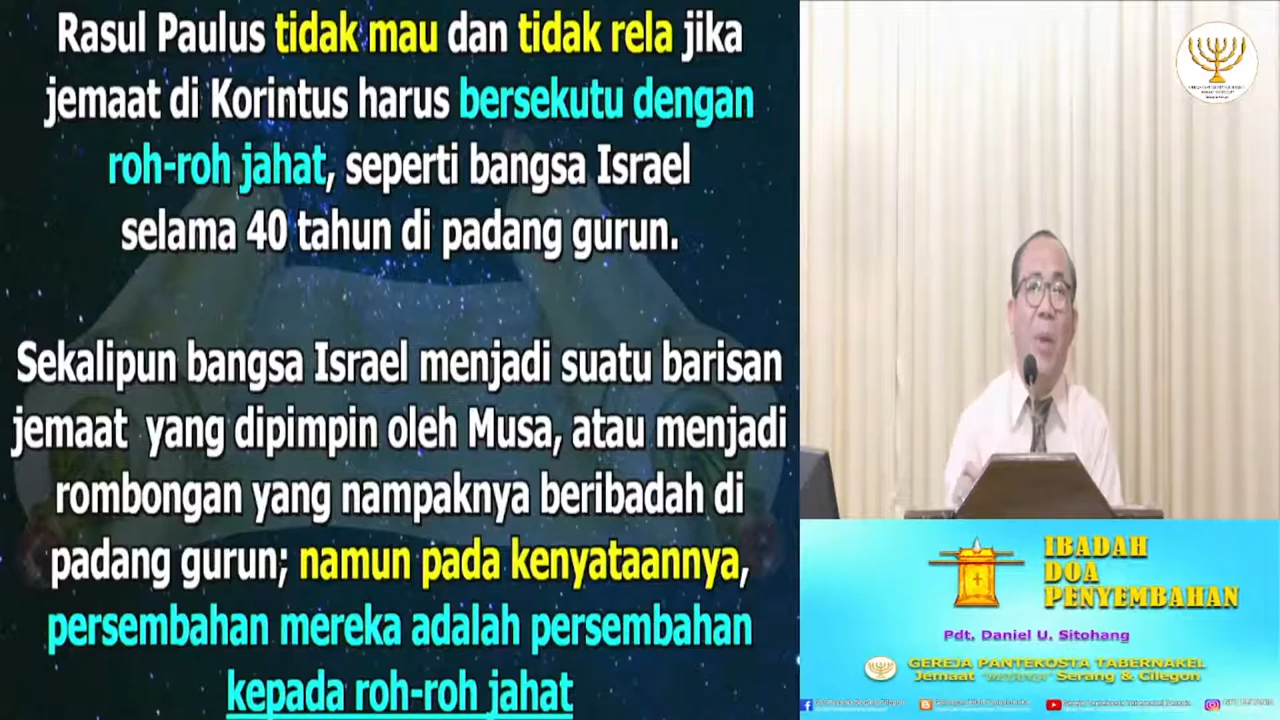 Rasul Paulus tidak mau dan tidak rela jika
jemaat di Korintus harus bersekutu dengan
roh-roh jahat, seperti bangsa Israel
selama 40 tahun di padang gurun.
Sekalipun bangsa Israel menjadi suatu barisan
jemaat yang dipimpin oleh Musa, atau menjadi
rombongan yang nampaknya beribadah di
padang gurun; namun pada kenyataannya,
persembahan mereka adalah persembahan
kepada roh-roh jahat
IBADAH
DOA
PENYEMBAHAN
Pdt. Daniel U. Sitohang
GEREJA PANTEKOSTA TABERNAKEL
Jemaat Serang & Cilegon